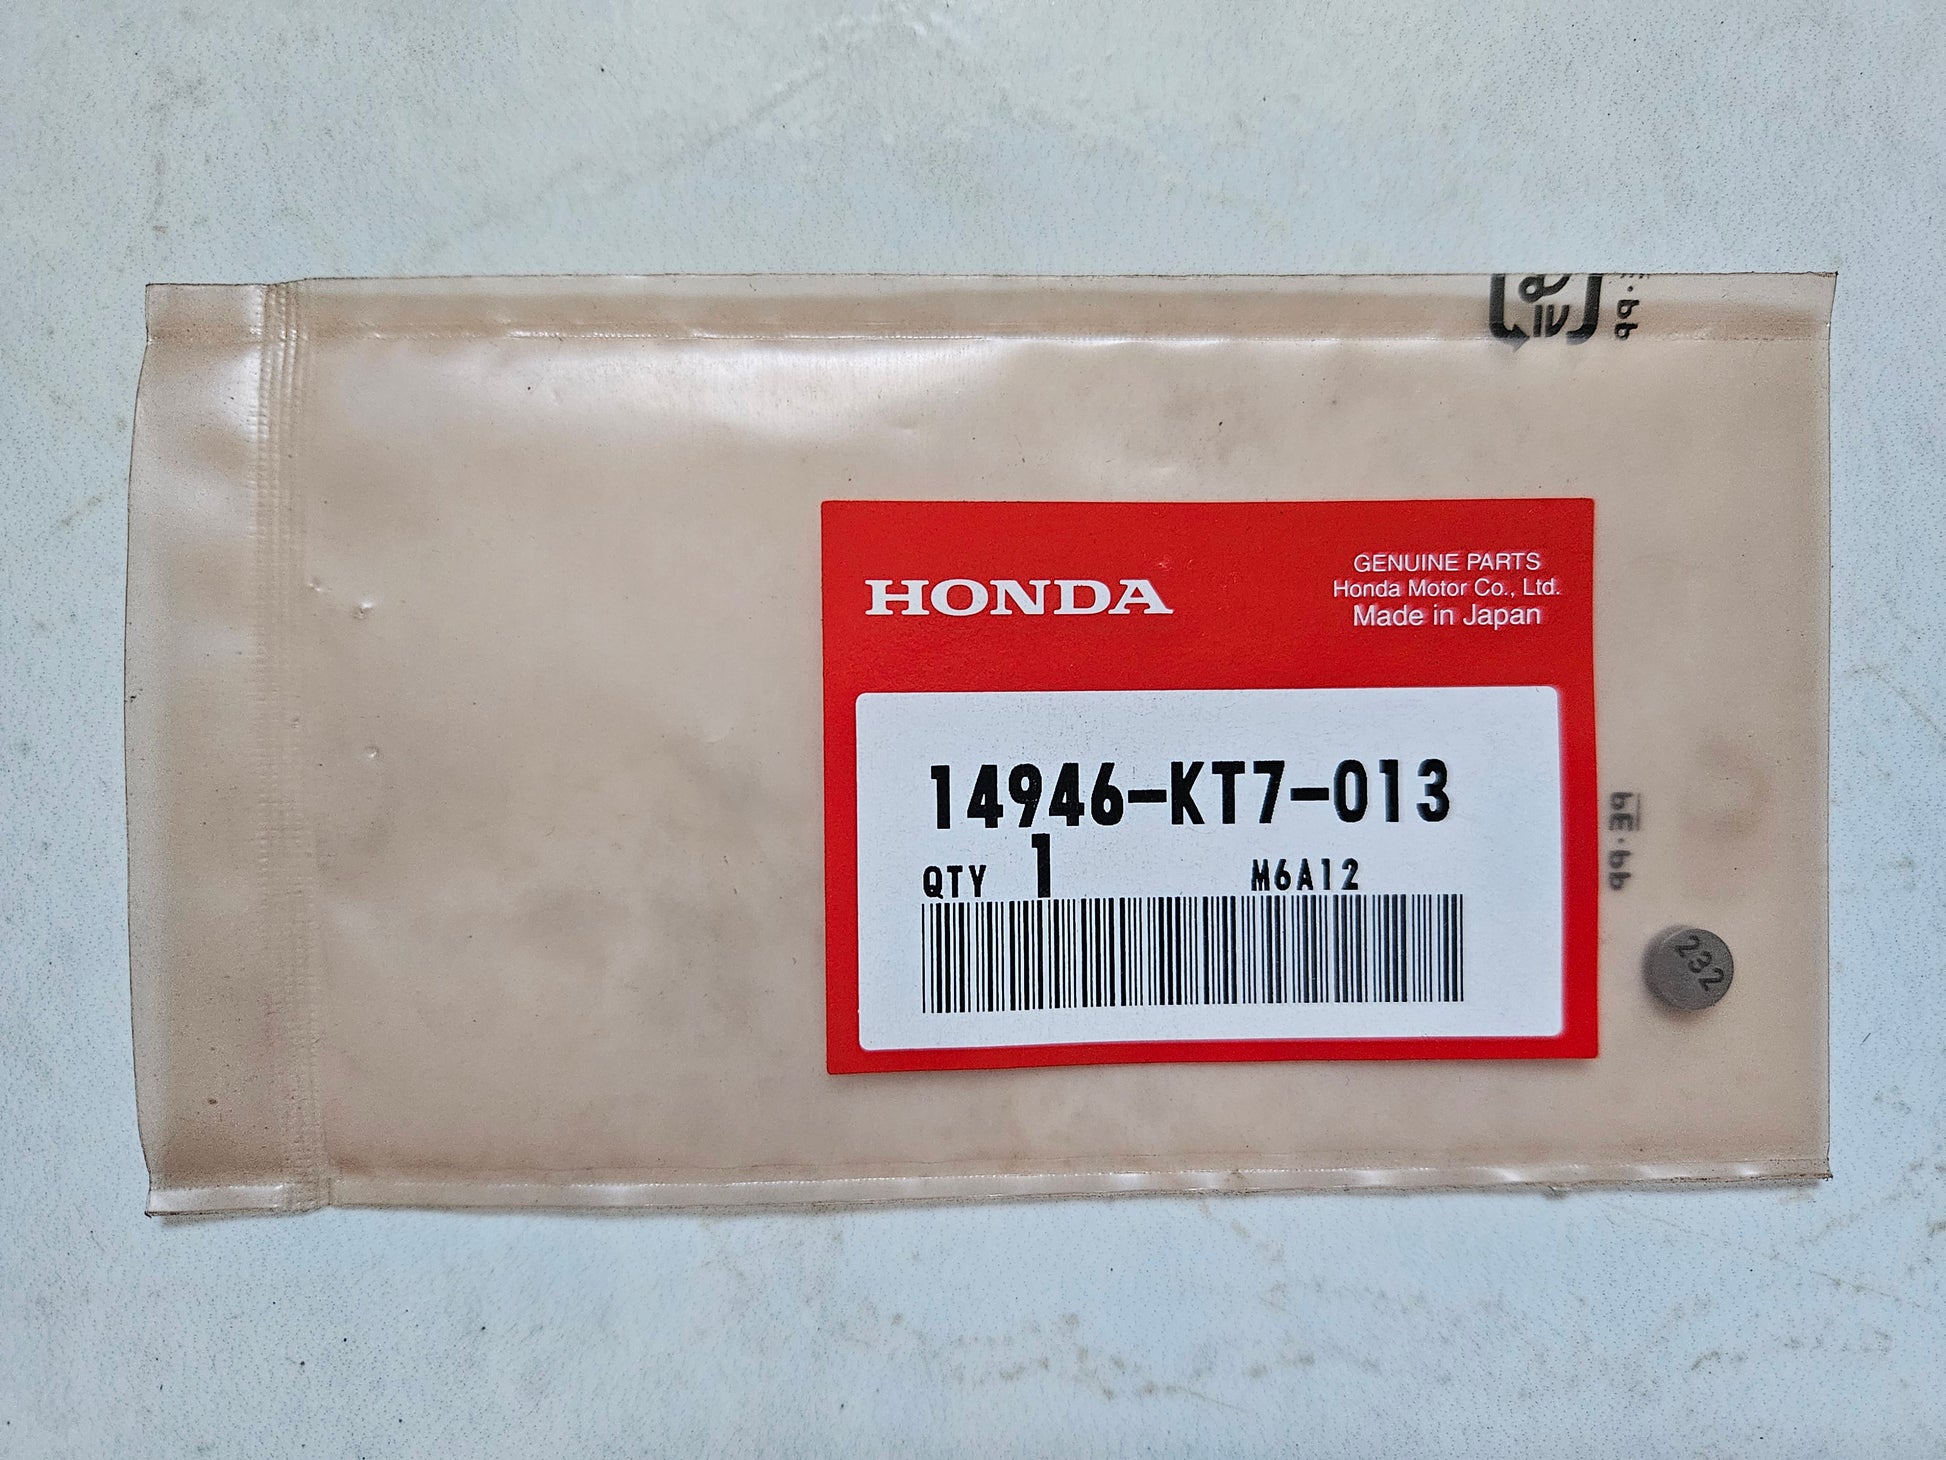 HONDA
GENUINE PARTS
Honda Motor Co., Ltd.
Made in Japan
14946-KT7-013
QTY 1 M6A12
232